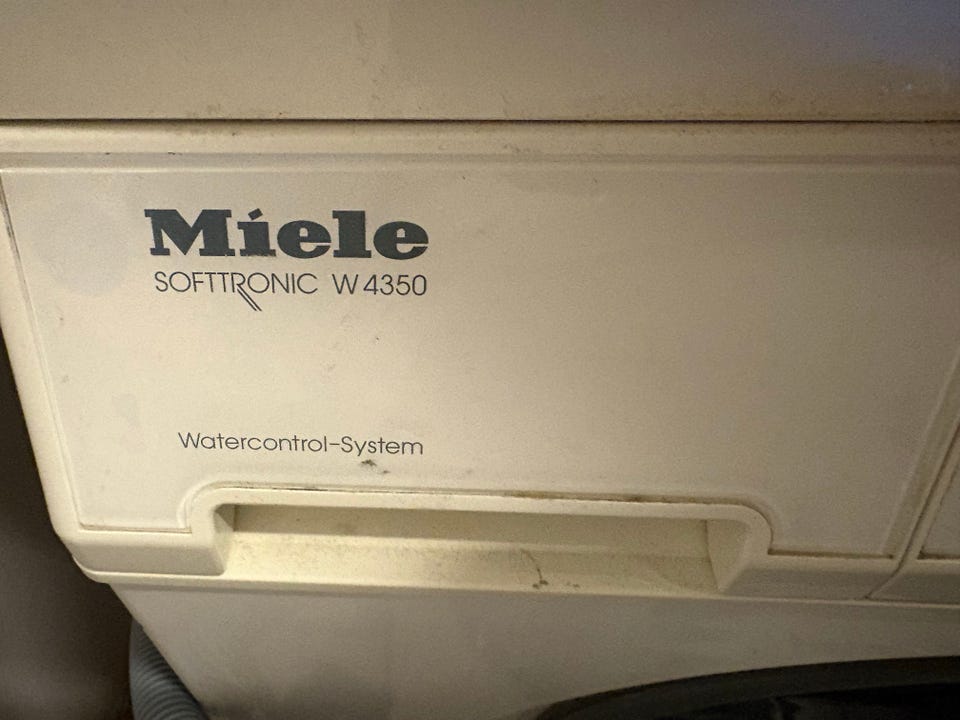 Miele
SOFTTRONIC W 4350
Watercontrol-System